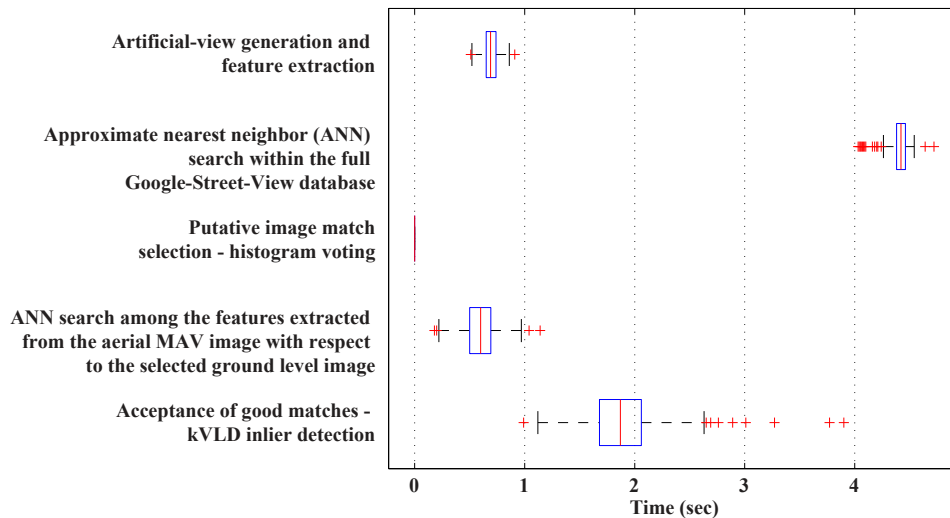 Artificial-view generation and
feature extraction
Approximate nearest neighbor (ANN)
search within the full
Google-Street-View database
Putative image match
selection - histogram voting
ANN search among the features extracted
from the aerial MAV image with respect
to the selected ground level image
Acceptance of good matches -
kVLD inlier detection
0 1 2 3 4
Time (sec)